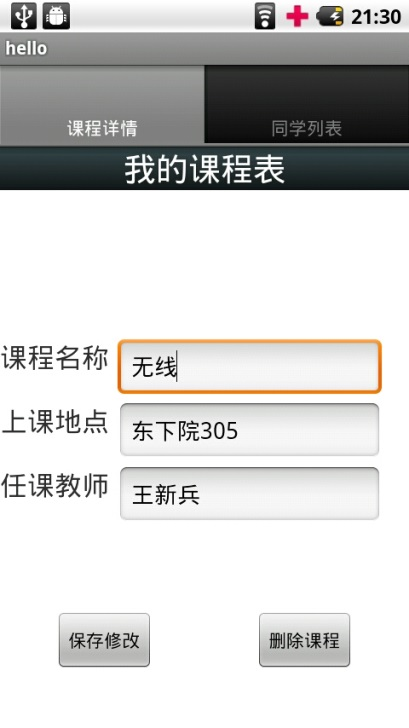 21:30
hello
课程详情 同学列表
我的课程表
课程名称 无线
上课地点 东下院305
任课教师 王新兵
保存修改 删除课程